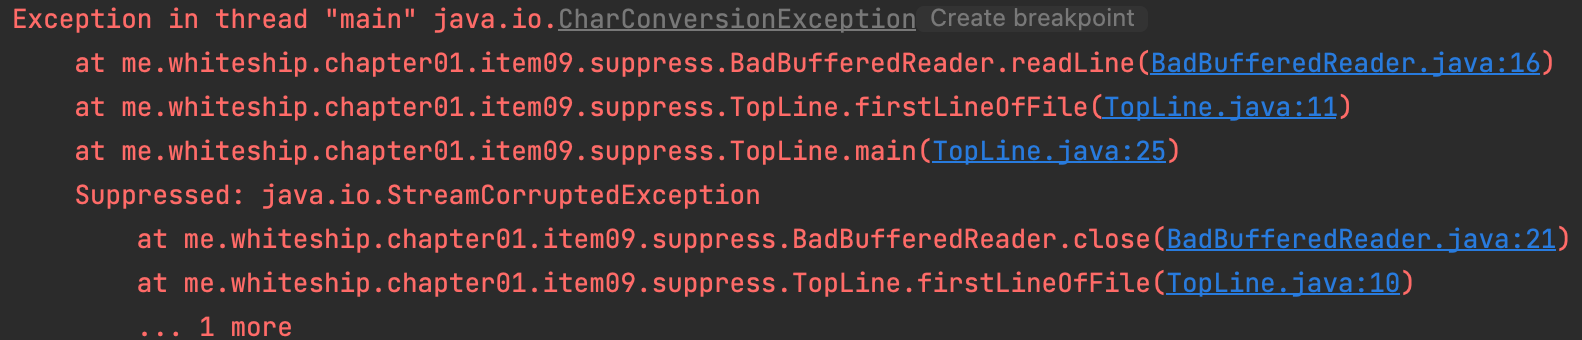 Exception in thread "main" java.io.CharConversionException Create breakpoint
at me.whiteship.chapter01.item09.suppress.BadBufferedReader.readLine(BadBufferedReader.java:16)
at me.whiteship.chapter01.item09.suppress.TopLine.firstLineOfFile(TopLine.java:11)
at me.whiteship.chapter01.item09.suppress.TopLine.main(TopLine.java:25)
Suppressed: java.io.StreamCorruptedException
at me.whiteship.chapter01.item09.suppress.BadBufferedReader.close(BadBufferedReader.java:21)
at me.whiteship.chapter01.item09.suppress.TopLine.firstLineOfFile(TopLine.java:10)
... 1 more